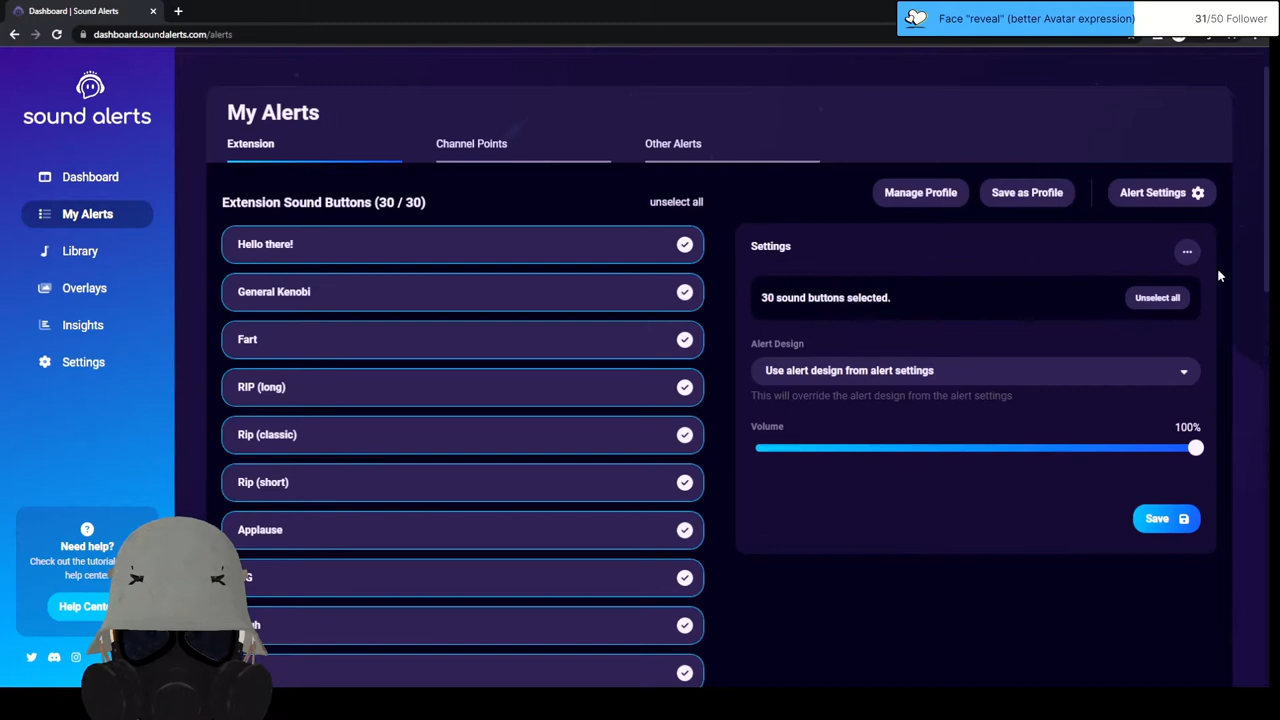 Dashboard | Sound Alerts
dashboard.soundalerts.com/alerts
Face "reveal" (better Avatar expression)
31/50 Follower
sound alerts
Dashboard
My Alerts
Library
Overlays
Insights
Settings
Need help?
Check out the tutorial
help cente
Help Cent
My Alerts
Extension
Channel Points
Other Alerts
Extension Sound Buttons (30 / 30)
unselect all
Hello there!
General Kenobi
Fart
RIP (long)
Rip (classic)
Rip (short)
Applause
Manage Profile
Save as Profile
Alert Settings
Settings
30 sound buttons selected.
Unselect all
Alert Design
Use alert design from alert settings
This will override the alert design from the alert settings
Volume
100%
Save